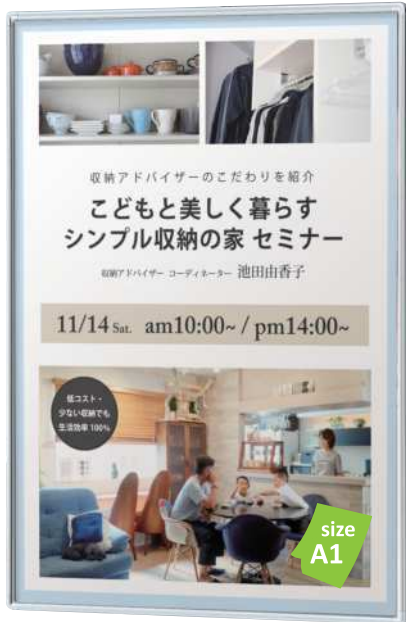 収納アドバイザーのこだわりを紹介
こどもと美しく暮らす
シンプル収納の家 セミナー
収納アドバイザー コーディネーター 池田由香子
11/14 Sat. am10:00~ / pm14:00~
低コスト・
少ない収納でも
生活効率 100%
size
A1